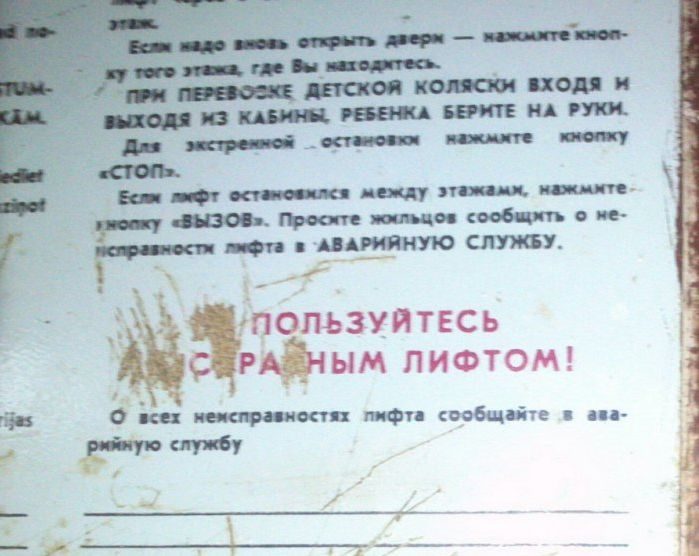 этаж.
Если надо вновь открыть двери — нажмите кноп-
ку того этажа, где Вы находитесь.
ПРИ ПЕРЕВОЗКЕ ДЕТСКОЙ КОЛЯСКИ ВХОДЯ И
ВЫХОДЯ ИЗ КАБИНЫ, РЕБЕНКА БЕРИТЕ НА РУКИ.
Для экстренной остановки нажмите кнопку
«СТОП».
Если лифт остановился между этажами, нажмите
кнопку «ВЫЗОВ». Просите жильцов сообщить о не-
исправности лифта в АВАРИЙНУЮ СЛУЖБУ.
ПОЛЬЗУЙТЕСЬ
С РА НЫМ ЛИФТОМ!
О всех неисправностях лифта сообщайте в ава-
рийную службу